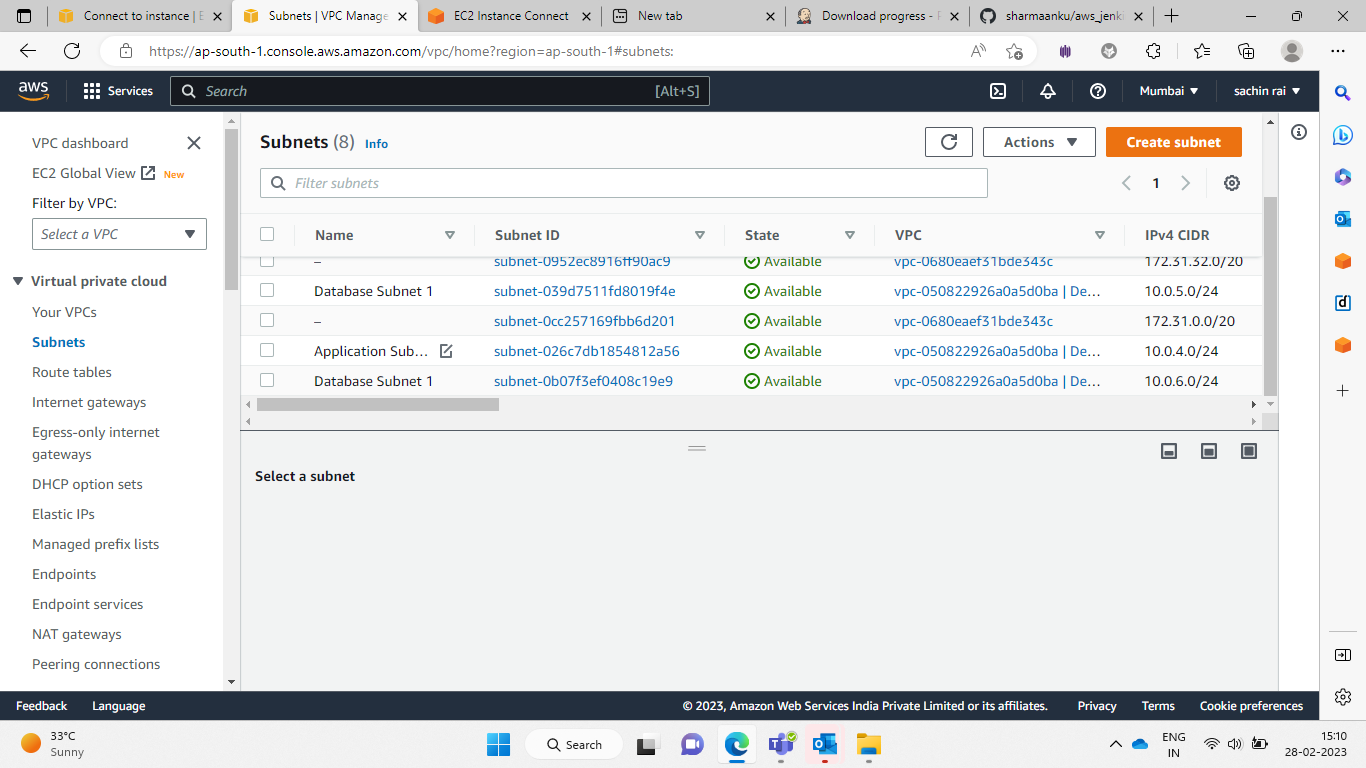 Connect to instance | E
Subnets | VPC Manage
EC2 Instance Connect
New tab
Download progress - F
sharmaanku/aws_jenki
https://ap-south-1.console.aws.amazon.com/vpc/home?region=ap-south-1#subnets:
aws
Services
Search
[Alt+S]
Mumbai
sachin rai
VPC dashboard
EC2 Global View
New
Filter by VPC:
Select a VPC
Virtual private cloud
Your VPCs
Subnets
Route tables
Internet gateways
Egress-only internet
gateways
DHCP option sets
Elastic IPs
Managed prefix lists
Endpoints
Endpoint services
NAT gateways
Peering connections
Subnets (8) Info
Actions
Create subnet
Filter subnets
1
Name Subnet ID State VPC IPv4 CIDR
– subnet-0952ec8916ff90ac9 Available vpc-0680eaef31bde343c 172.31.32.0/20
Database Subnet 1 subnet-039d7511fd8019f4e Available vpc-050822926a0a5d0ba | De... 10.0.5.0/24
– subnet-0cc257169fbb6d201 Available vpc-0680eaef31bde343c 172.31.0.0/20
Application Sub... subnet-026c7db1854812a56 Available vpc-050822926a0a5d0ba | De... 10.0.4.0/24
Database Subnet 1 subnet-0b07f3ef0408c19e9 Available vpc-050822926a0a5d0ba | De... 10.0.6.0/24
Select a subnet
Feedback Language © 2023, Amazon Web Services India Private Limited or its affiliates. Privacy Terms Cookie preferences
33°C
Sunny
Search
ENG
IN
15:10
28-02-2023